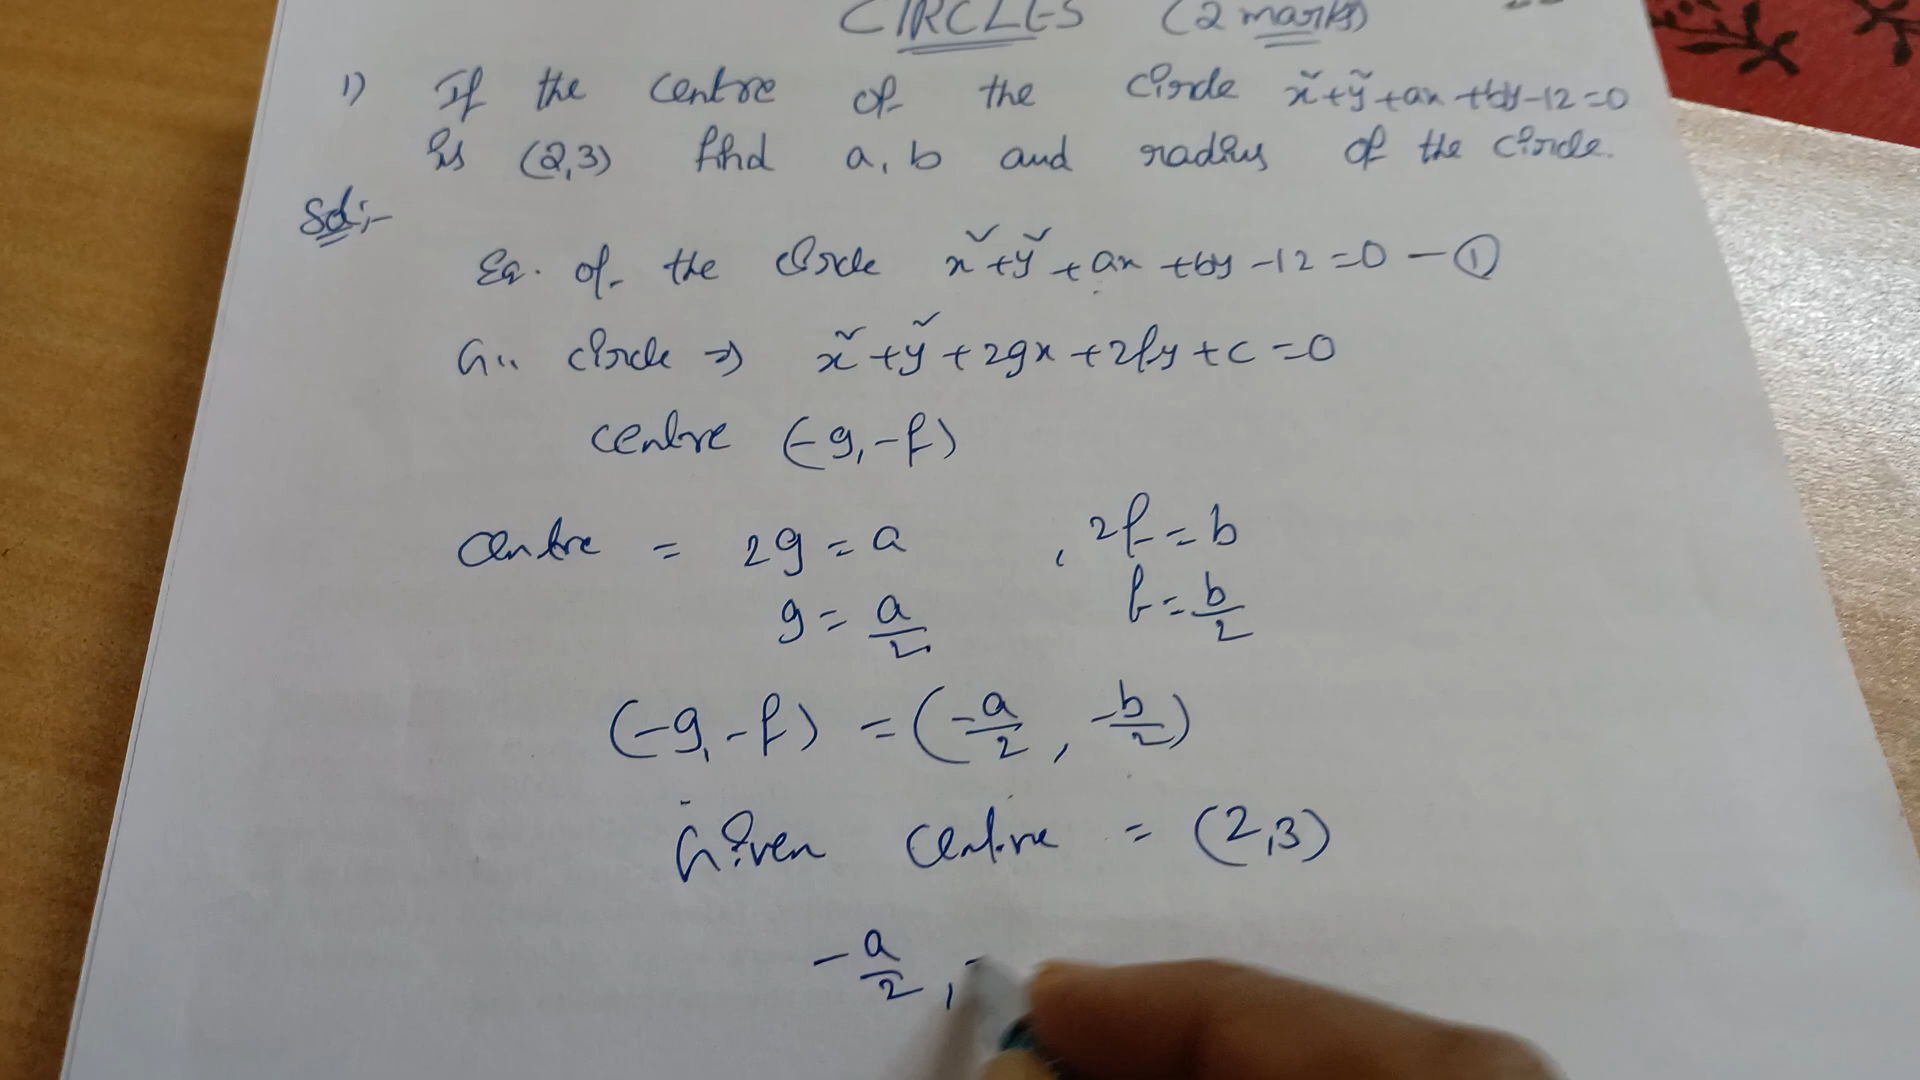 CIRCLES (2 marks)
1) If the centre of the circle x²+y²+ax+by-12=0
is (2,3) find a, b and radius of the circle.
Sol:-
Eq. of the circle x²+y²+ax+by-12=0 - ①
G.. circle ⇒ x²+y²+2gx+2fy+c=0
centre (-g,-f)
centre = 2g=a , 2f=b
g=a/2 f=b/2
(-g,-f) = (-a/2, -b/2)
Given centre = (2,3)
-a/2, -